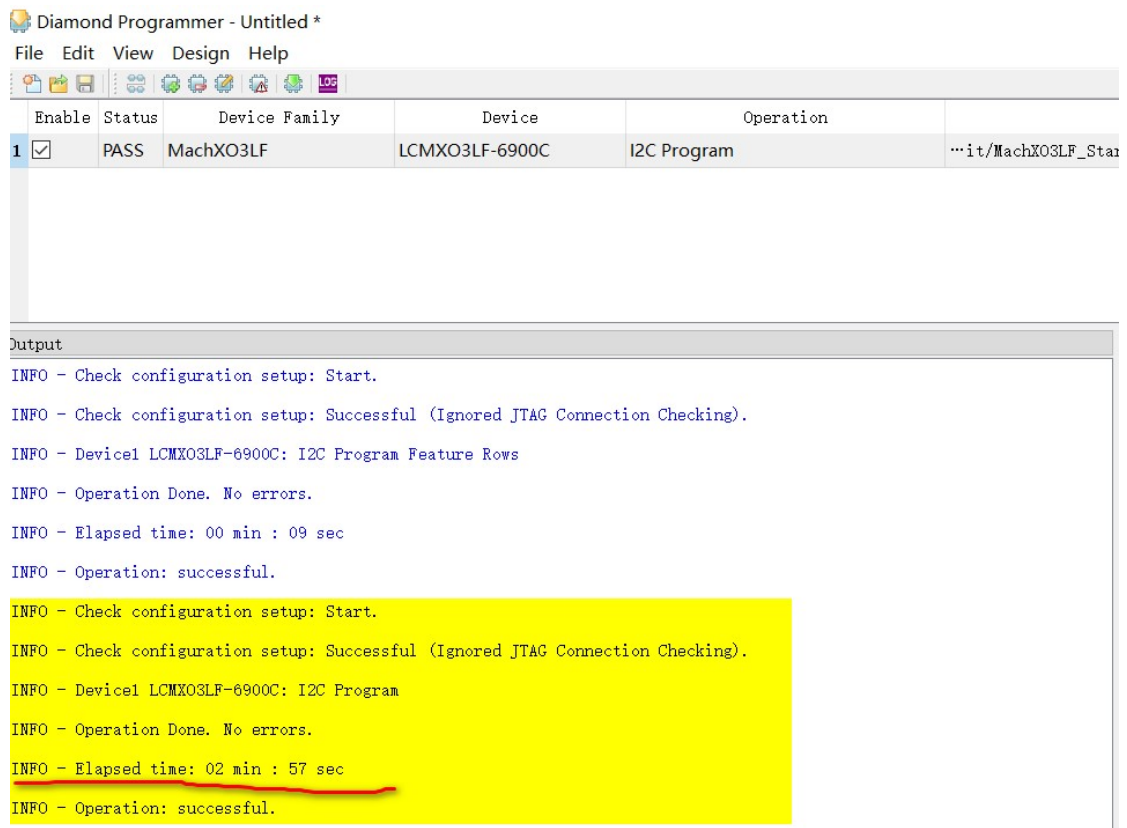 Diamond Programmer - Untitled *
File Edit View Design Help
LOG
Enable Status Device Family Device Operation
1 PASS MachXO3LF LCMXO3LF-6900C I2C Program …it/MachXO3LF_Star
Output
INFO - Check configuration setup: Start.
INFO - Check configuration setup: Successful (Ignored JTAG Connection Checking).
INFO - Device1 LCMXO3LF-6900C: I2C Program Feature Rows
INFO - Operation Done. No errors.
INFO - Elapsed time: 00 min : 09 sec
INFO - Operation: successful.
INFO - Check configuration setup: Start.
INFO - Check configuration setup: Successful (Ignored JTAG Connection Checking).
INFO - Device1 LCMXO3LF-6900C: I2C Program
INFO - Operation Done. No errors.
INFO - Elapsed time: 02 min : 57 sec
INFO - Operation: successful.